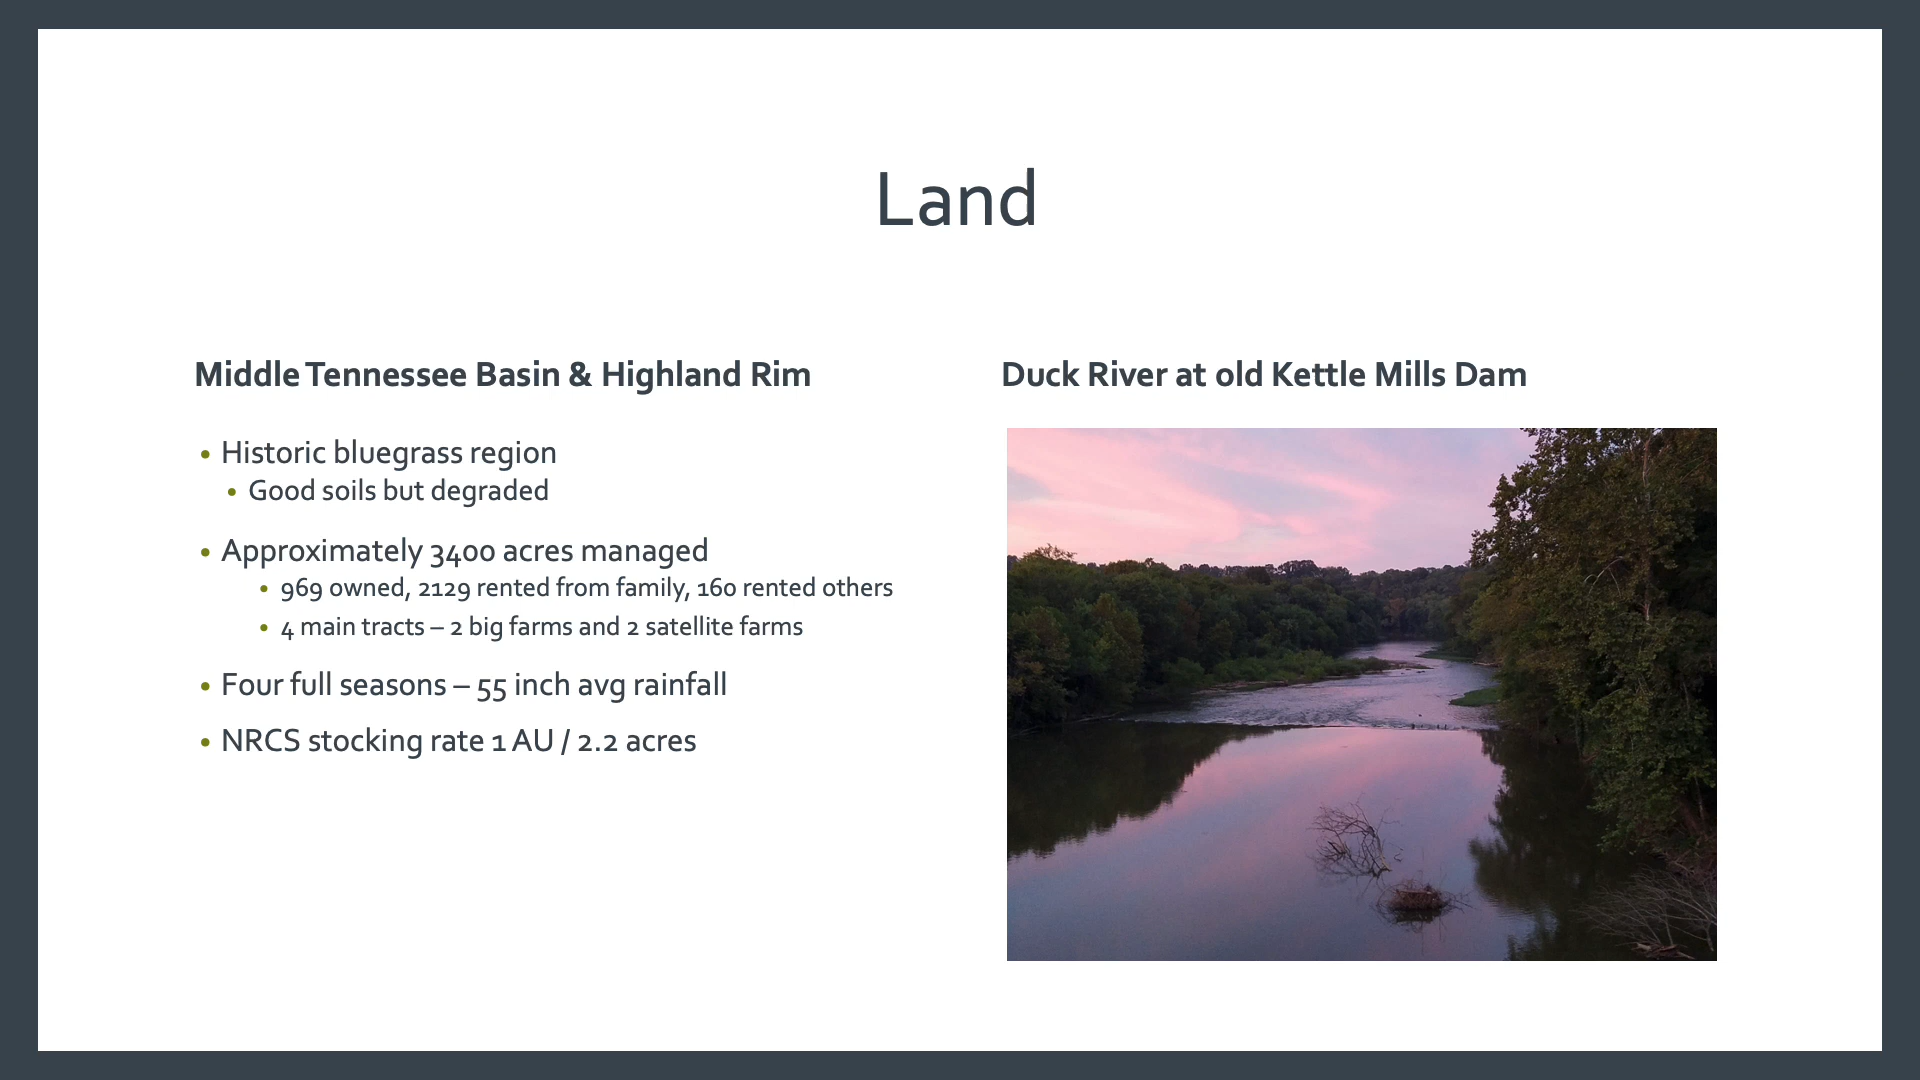 Land
Middle Tennessee Basin & Highland Rim
• Historic bluegrass region
• Good soils but degraded
• Approximately 3400 acres managed
• 969 owned, 2129 rented from family, 160 rented others
• 4 main tracts – 2 big farms and 2 satellite farms
• Four full seasons – 55 inch avg rainfall
• NRCS stocking rate 1 AU / 2.2 acres
Duck River at old Kettle Mills Dam